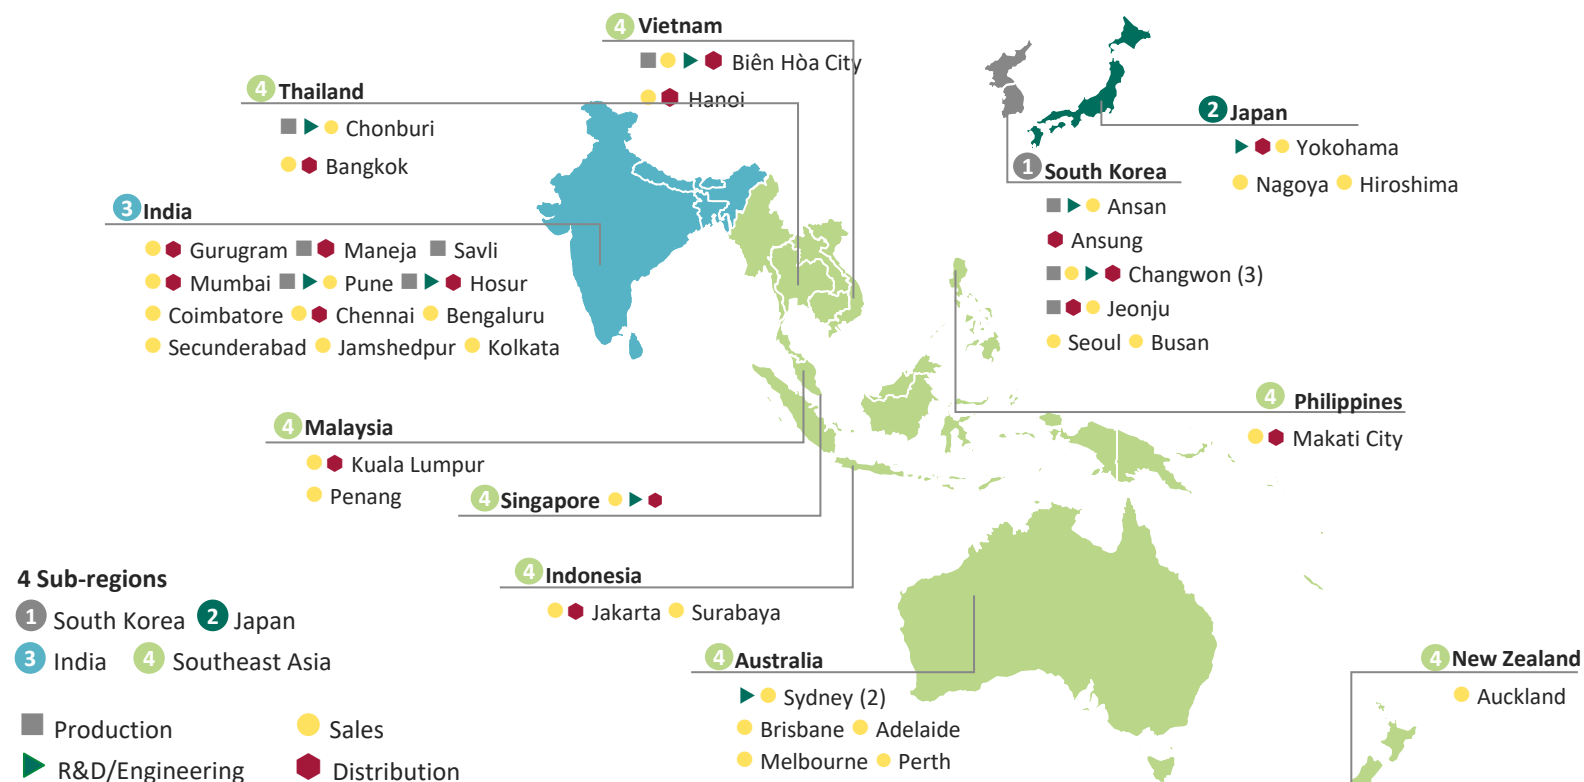 4 Vietnam
Biên Hòa City
Hanoi
4 Thailand
Chonburi
Bangkok
2 Japan
Yokohama
Nagoya Hiroshima
1 South Korea
Ansan
Ansung
Changwon (3)
Jeonju
Seoul Busan
3 India
Gurugram Maneja Savli
Mumbai Pune Hosur
Coimbatore Chennai Bengaluru
Secunderabad Jamshedpur Kolkata
4 Philippines
Makati City
4 Malaysia
Kuala Lumpur
Penang
4 Singapore
4 Indonesia
Jakarta Surabaya
4 Australia
Sydney (2)
Brisbane Adelaide
Melbourne Perth
4 New Zealand
Auckland
4 Sub-regions
1 South Korea 2 Japan
3 India 4 Southeast Asia
Production Sales
R&D/Engineering Distribution